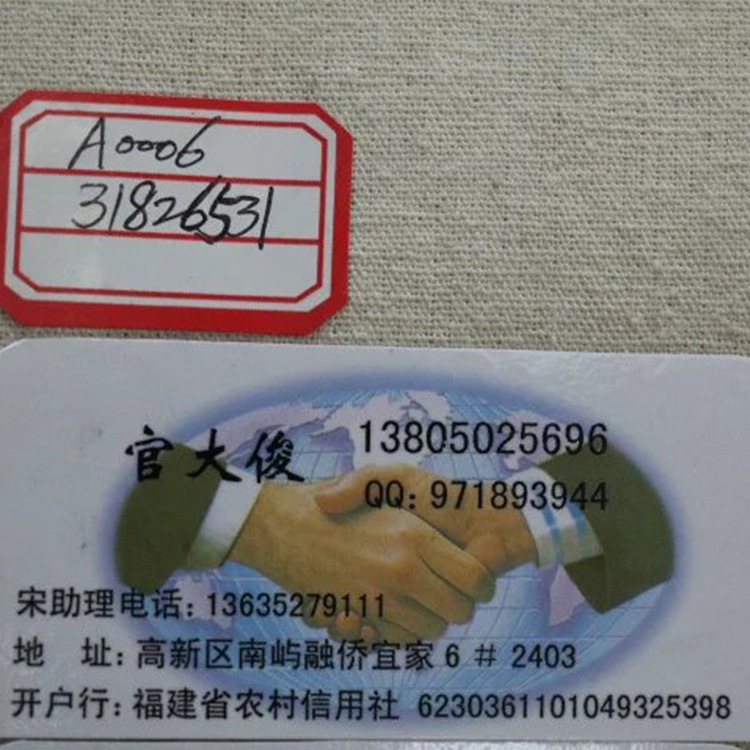 A0006
31826531
官大俊 13805025696
QQ: 971893944
宋助理电话: 13635279111
地 址: 高新区南屿融侨宜家 6 # 2403
开户行: 福建省农村信用社 6230361101049325398